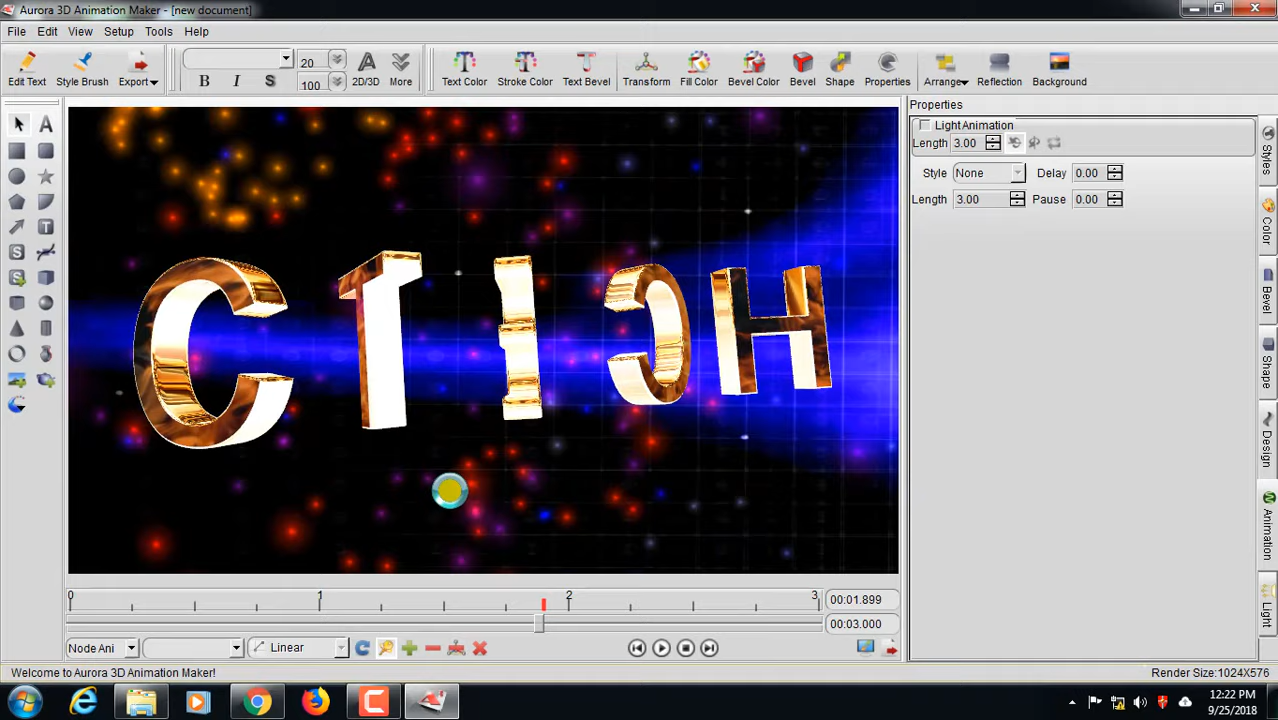 Aurora 3D Animation Maker - [new document]
File Edit View Setup Tools Help
20
100
B I S
Edit Text Style Brush Export 2D/3D More Text Color Stroke Color Text Bevel Transform Fill Color Bevel Color Bevel Shape Properties Arrange Reflection Background
Properties
Light Animation
Length 3.00
Style None Delay 0.00
Length 3.00 Pause 0.00
Styles
Color
Bevel
Shape
Design
Animation
Light
C T I C H
0 1 2 3 00:01.899
00:03.000
Node Ani Linear
Welcome to Aurora 3D Animation Maker! Render Size:1024X576
12:22 PM
9/25/2018